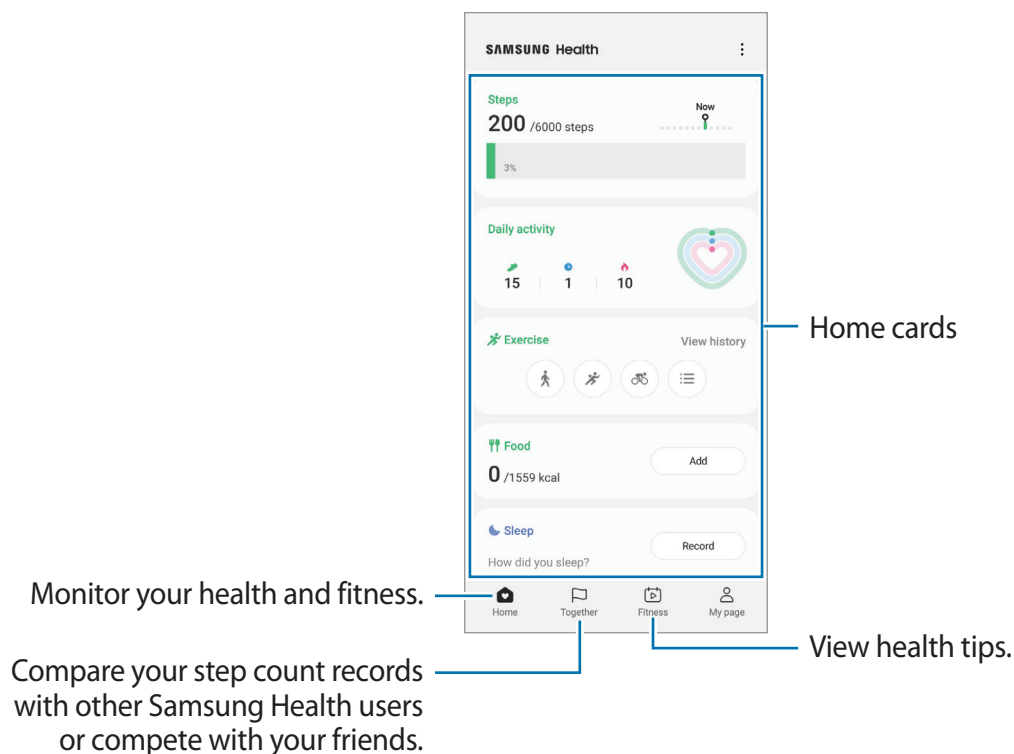 SAMSUNG Health
Steps
200 /6000 steps
Now
3%
Daily activity
15 1 10
Exercise View history
Food
0 /1559 kcal
Add
Sleep
How did you sleep?
Record
Home Together Fitness My page
Home cards
Monitor your health and fitness.
View health tips.
Compare your step count records
with other Samsung Health users
or compete with your friends.